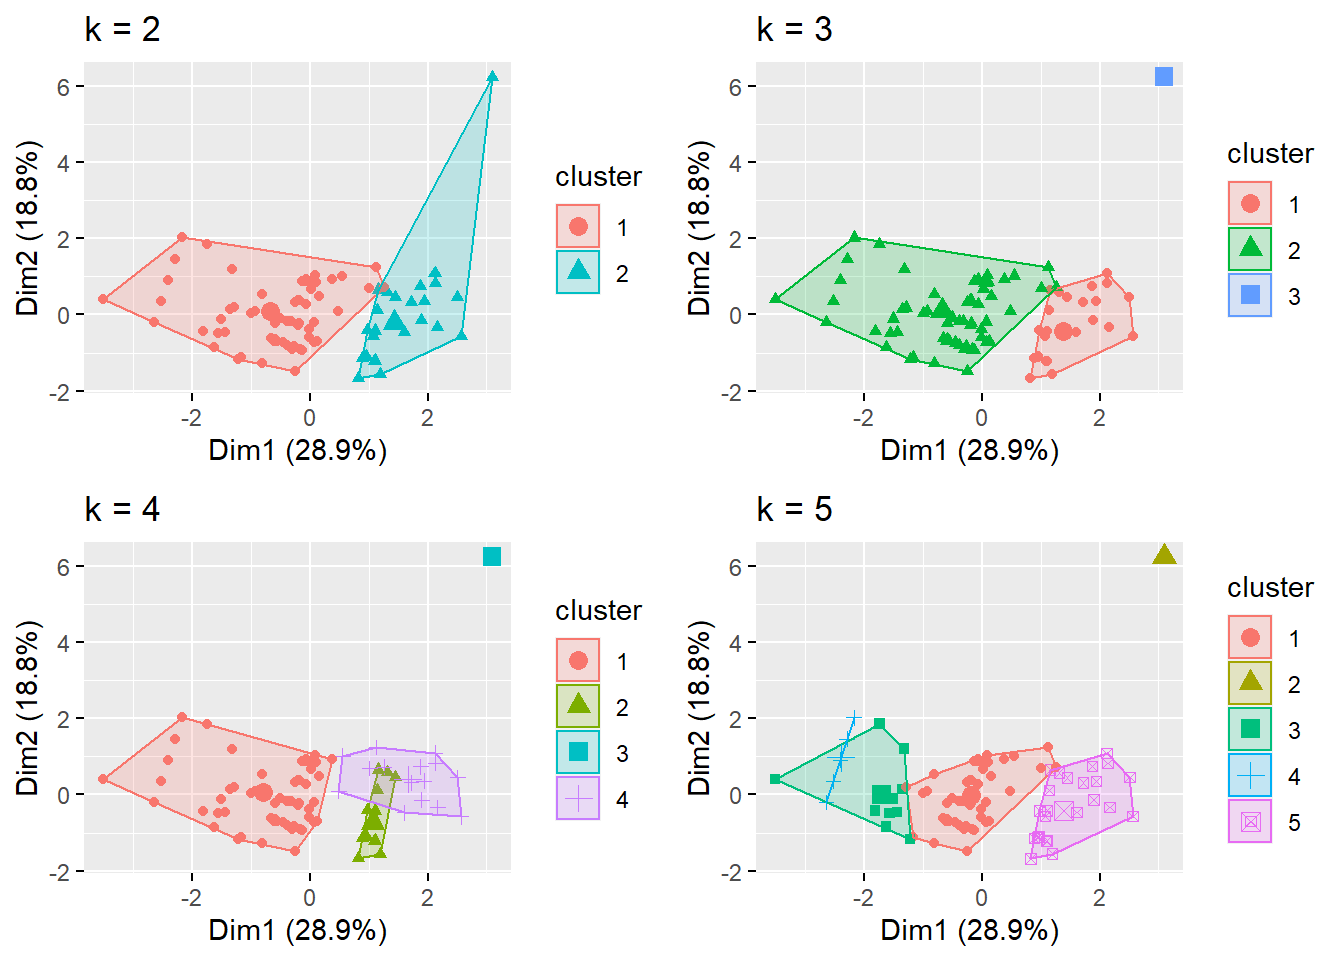 k = 2
Dim2 (18.8%)
6
4
2
0
-2
-2 0 2
Dim1 (28.9%)
cluster
1
2
k = 3
Dim2 (18.8%)
6
4
2
0
-2
-2 0 2
Dim1 (28.9%)
cluster
1
2
3
k = 4
Dim2 (18.8%)
6
4
2
0
-2
-2 0 2
Dim1 (28.9%)
cluster
1
2
3
4
k = 5
Dim2 (18.8%)
6
4
2
0
-2
-2 0 2
Dim1 (28.9%)
cluster
1
2
3
4
5